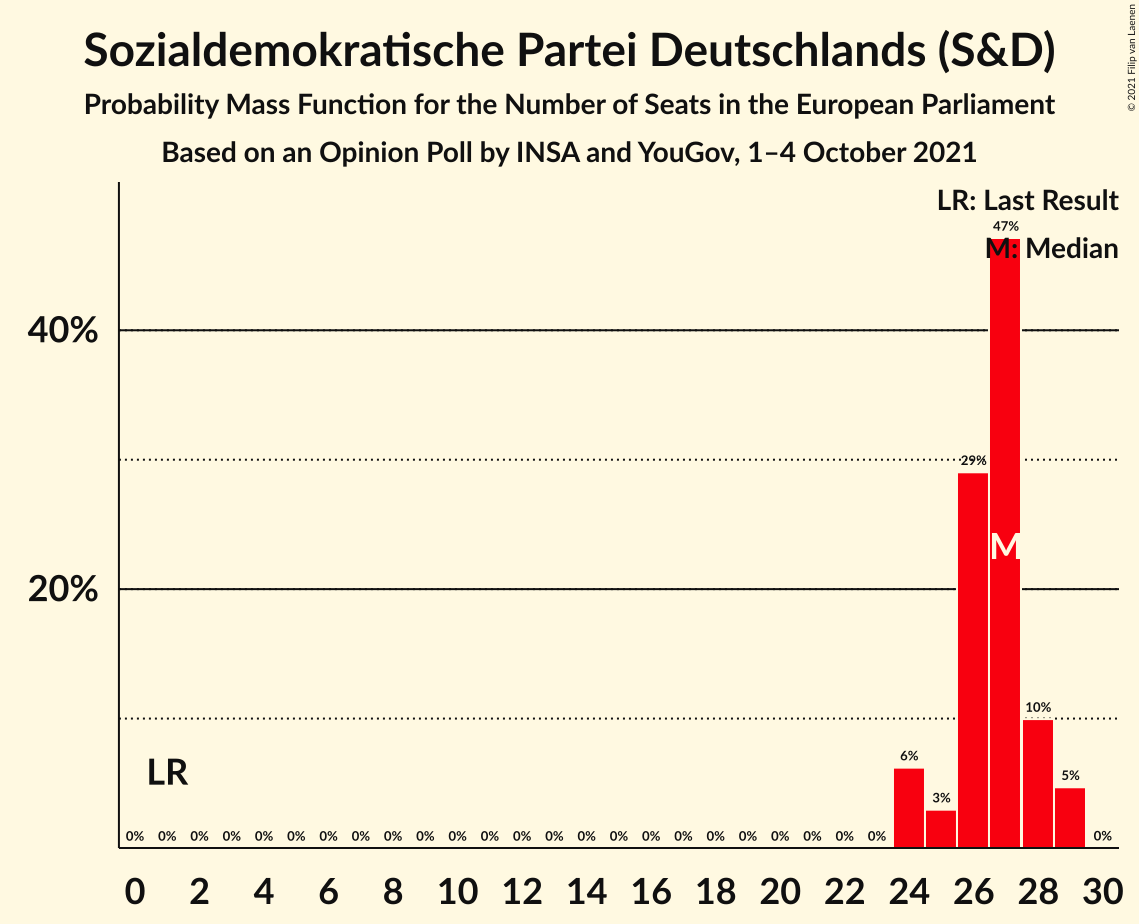 Sozialdemokratische Partei Deutschlands (S&D)
Probability Mass Function for the Number of Seats in the European Parliament
Based on an Opinion Poll by INSA and YouGov, 1–4 October 2021
© 2021 Filip van Laenen
LR: Last Result
47%
M: Median
40%
29%
M
20%
10%
6%
LR
5%
3%
0% 0% 0% 0% 0% 0% 0% 0% 0% 0% 0% 0% 0% 0% 0% 0% 0% 0% 0% 0% 0% 0% 0% 0% 0%
0 2 4 6 8 10 12 14 16 18 20 22 24 26 28 30